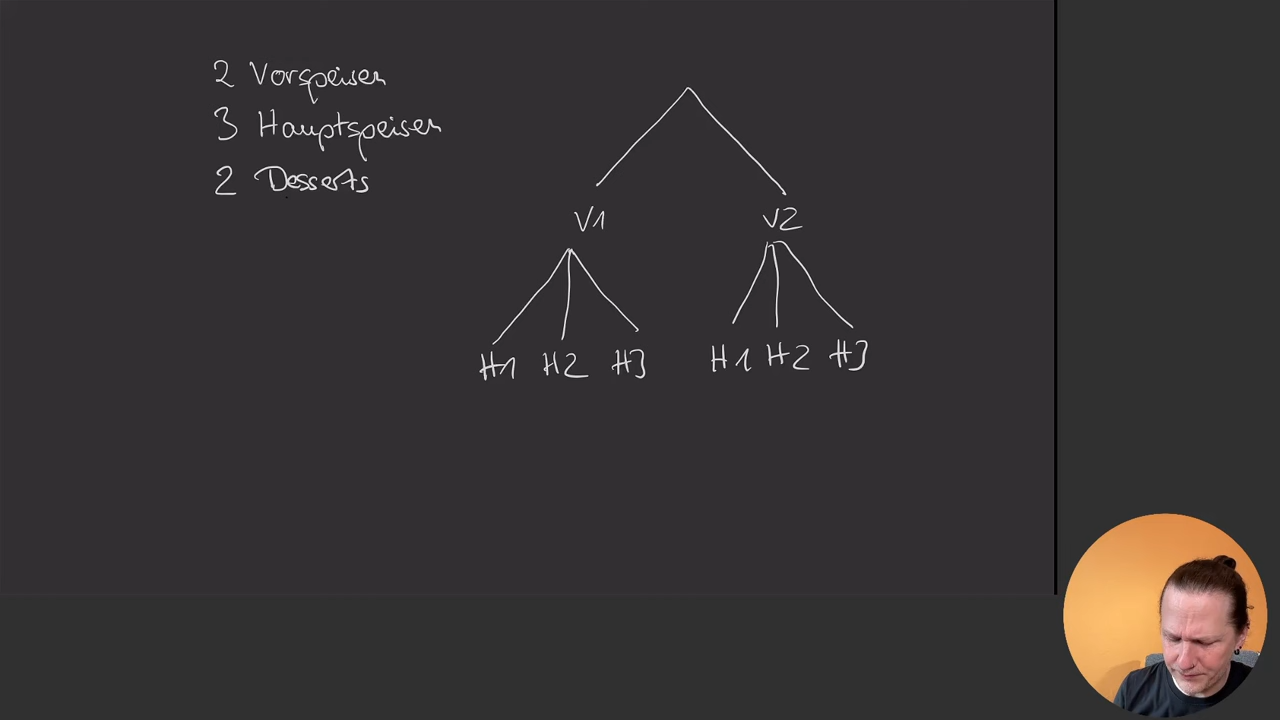 2 Vorspeisen
3 Hauptspeisen
2 Desserts
V1 V2
H1 H2 H3 H1 H2 H3